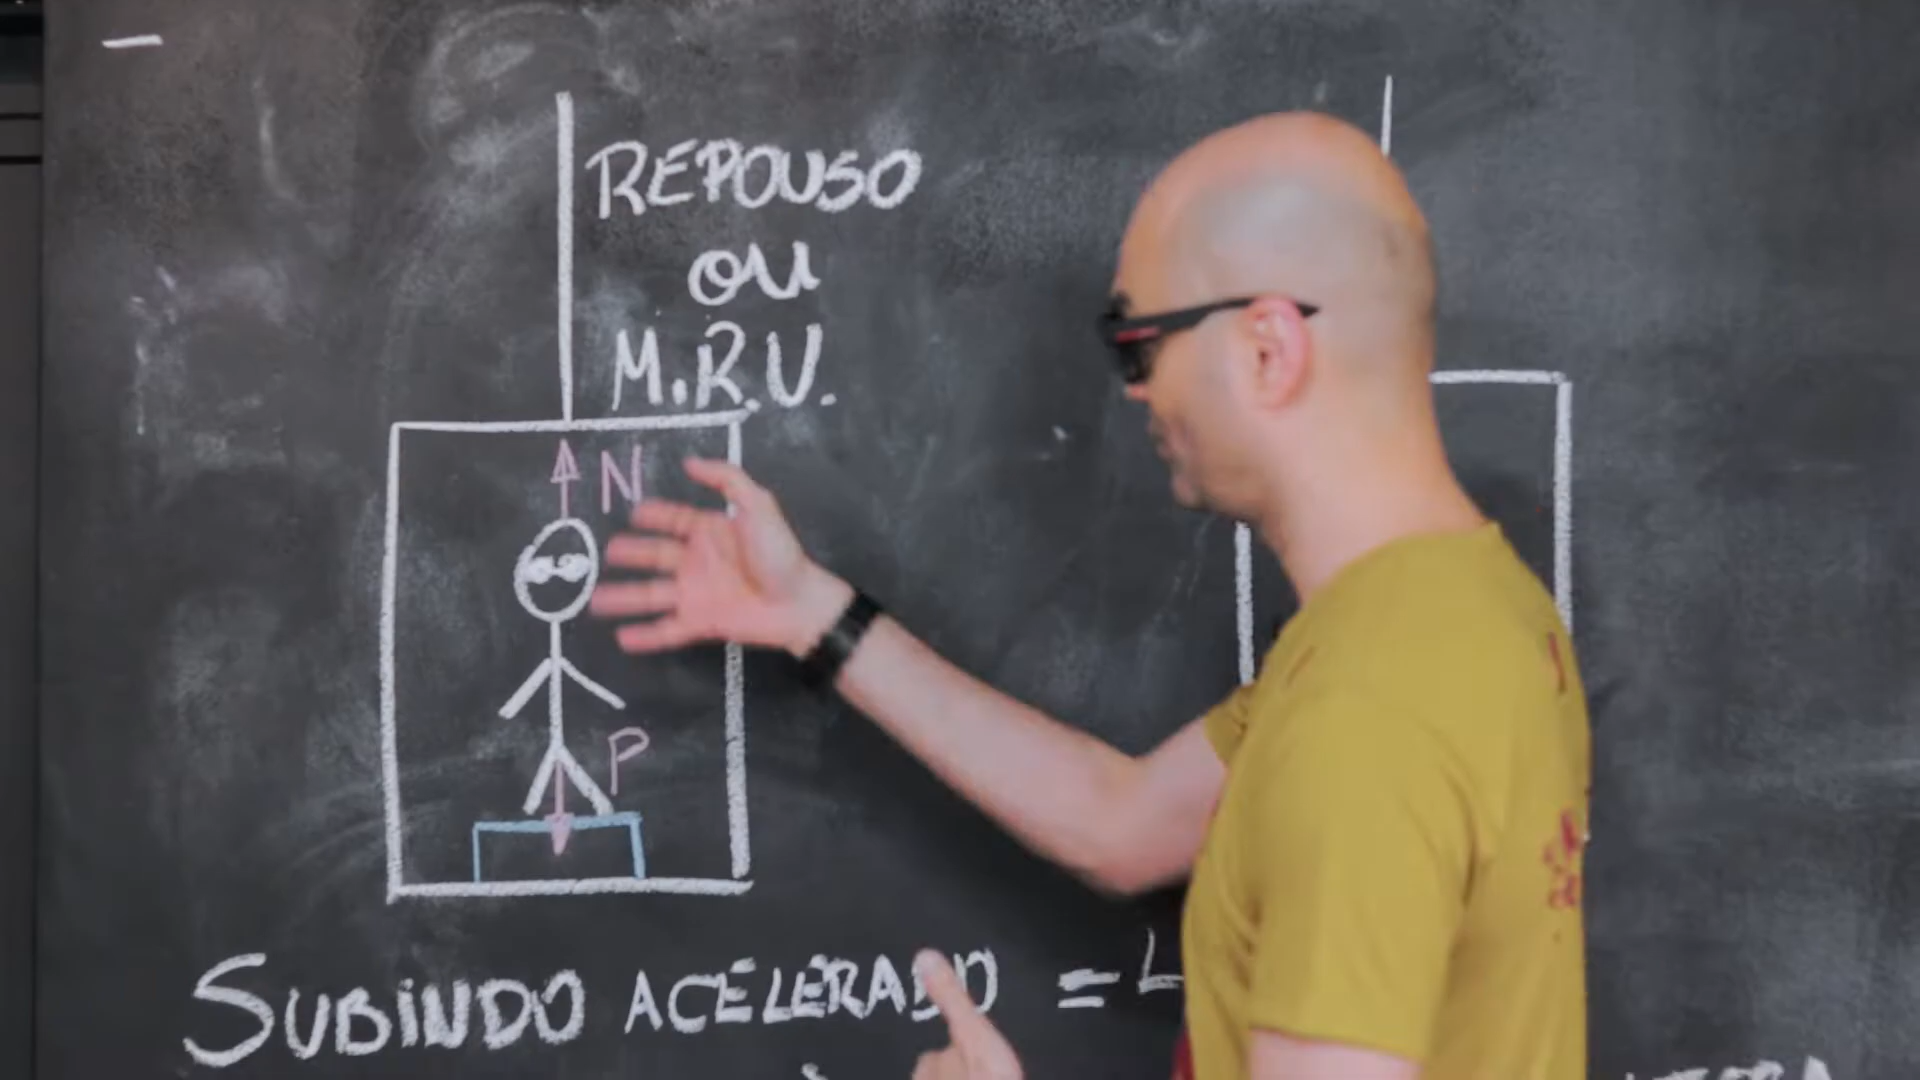 REPOUSO
OU
M.R.U.
N
P
SUBINDO ACELERADO =